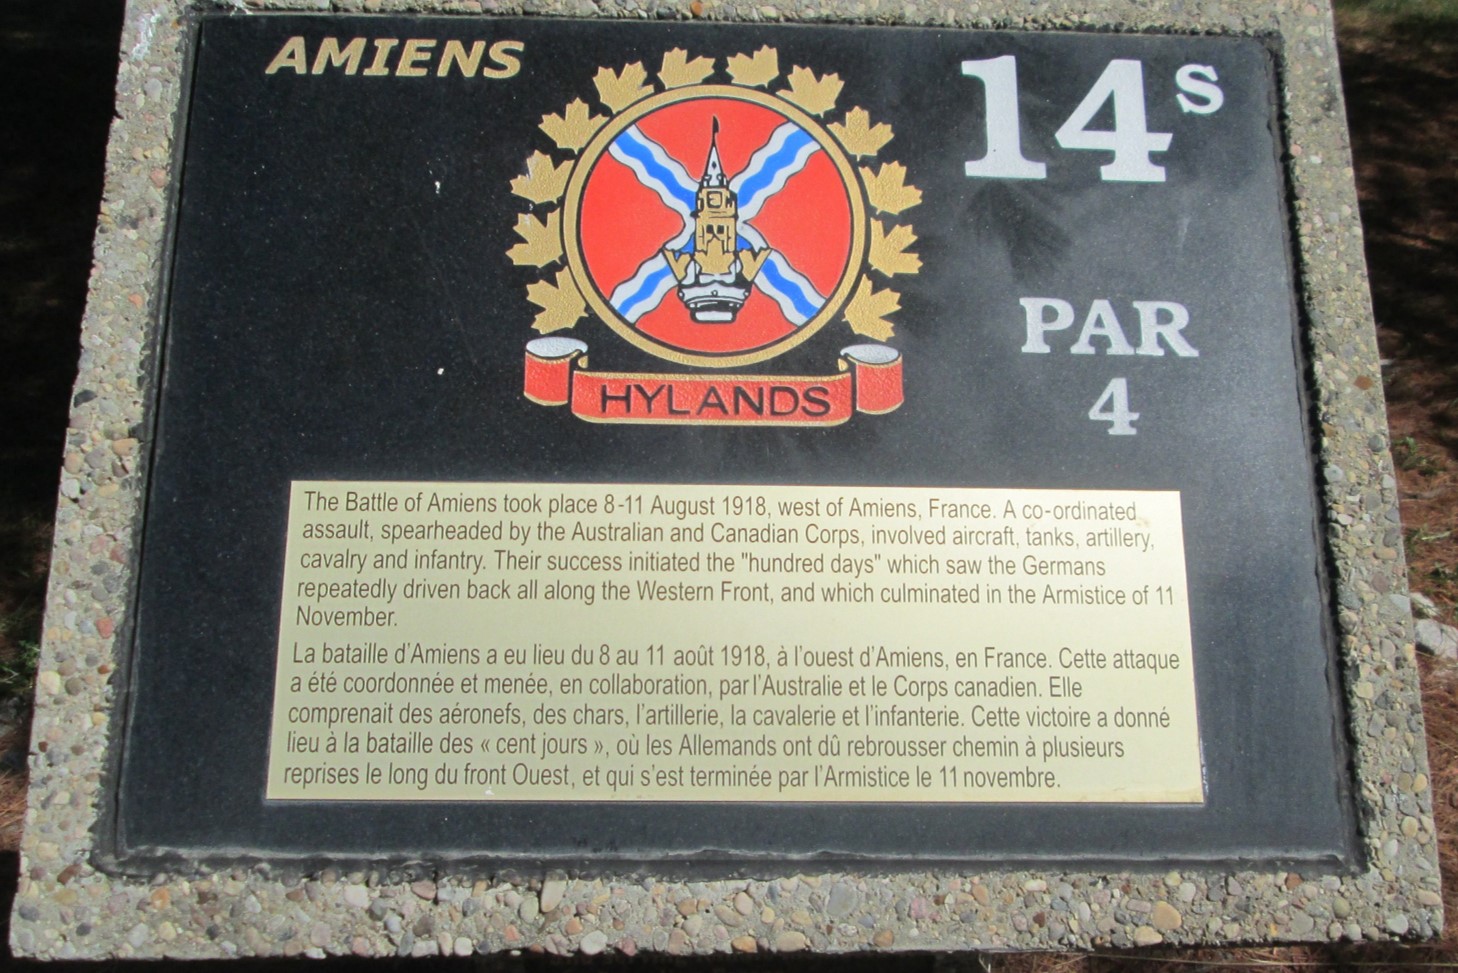 AMIENS
14S
PAR
4
HYLANDS
The Battle of Amiens took place 8-11 August 1918, west of Amiens, France. A co-ordinated
assault, spearheaded by the Australian and Canadian Corps, involved aircraft, tanks, artillery,
cavalry and infantry. Their success initiated the "hundred days" which saw the Germans
repeatedly driven back all along the Western Front, and which culminated in the Armistice of 11
November.
La bataille d'Amiens a eu lieu du 8 au 11 août 1918, à l'ouest d'Amiens, en France. Cette attaque
a été coordonnée et menée, en collaboration, par l'Australie et le Corps canadien. Elle
comprenait des aéronefs, des chars, l'artillerie, la cavalerie et l'infanterie. Cette victoire a donné
lieu à la bataille des « cent jours », où les Allemands ont dû rebrousser chemin à plusieurs
reprises le long du front Ouest, et qui s'est terminée par l'Armistice le 11 novembre.